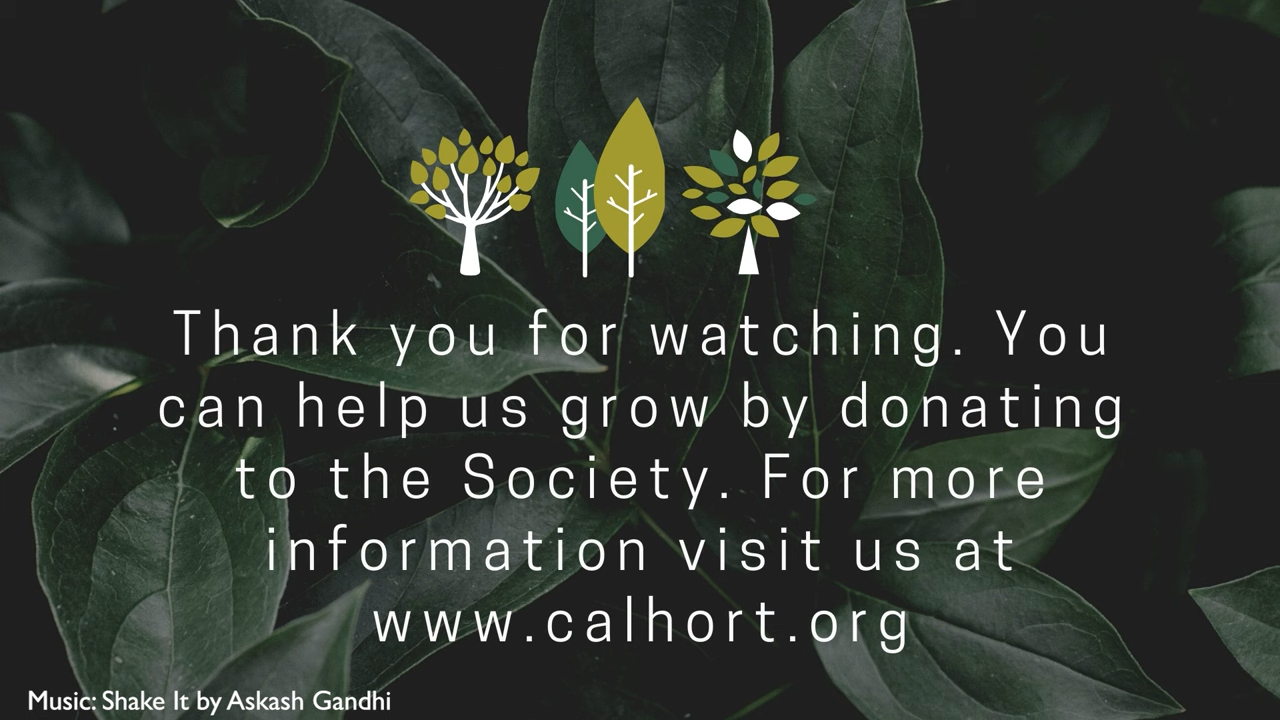 Thank you for watching. You
can help us grow by donating
to the Society. For more
information visit us at
www.calhort.org
Music: Shake It by Askash Gandhi